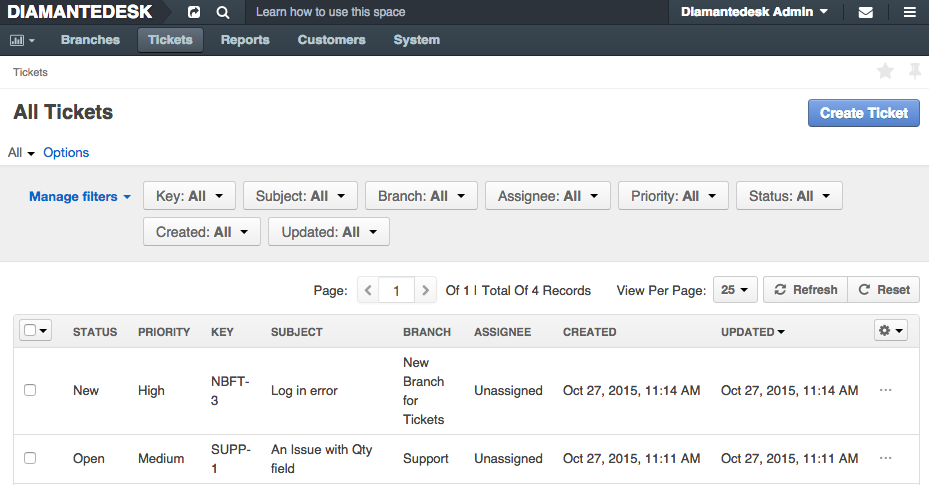 DIAMANTEDESK Learn how to use this space Diamantedesk Admin
Branches Tickets Reports Customers System
Tickets
All Tickets Create Ticket
All Options
Manage filters Key: All Subject: All Branch: All Assignee: All Priority: All Status: All
Created: All Updated: All
Page: 1 Of 1 | Total Of 4 Records View Per Page: 25 Refresh Reset
STATUS PRIORITY KEY SUBJECT BRANCH ASSIGNEE CREATED UPDATED
New High NBFT-3 Log in error New Branch for Tickets Unassigned Oct 27, 2015, 11:14 AM Oct 27, 2015, 11:14 AM ...
Open Medium SUPP-1 An Issue with Qty field Support Unassigned Oct 27, 2015, 11:11 AM Oct 27, 2015, 11:11 AM ...